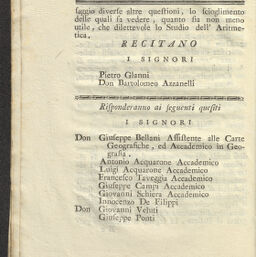 saggio diverse altre questioni, lo scioglimento
delle quali fa vedere, quanto sia non meno
utile, che dilettevole lo Studio dell' Aritme-
tica.
RECITANO
I SIGNORI
Pietro Gianni
Don Bartolomeo Azzanelli
Risponderanno ai seguenti quesiti
I SIGNORI
Don Giuseppe Bellani Assistente alle Carte
Geografiche, ed Accademico in Geo-
grafia.
Antonio Acquarone Accademico
Luigi Acquarone Accademico
Francesco Taveggia Accademico
Giuseppe Campi Accademico
Giovanni Schiera Accademico
Innocenzo De Filippi
Don Giovanni Veluti
Giuseppe Ponti